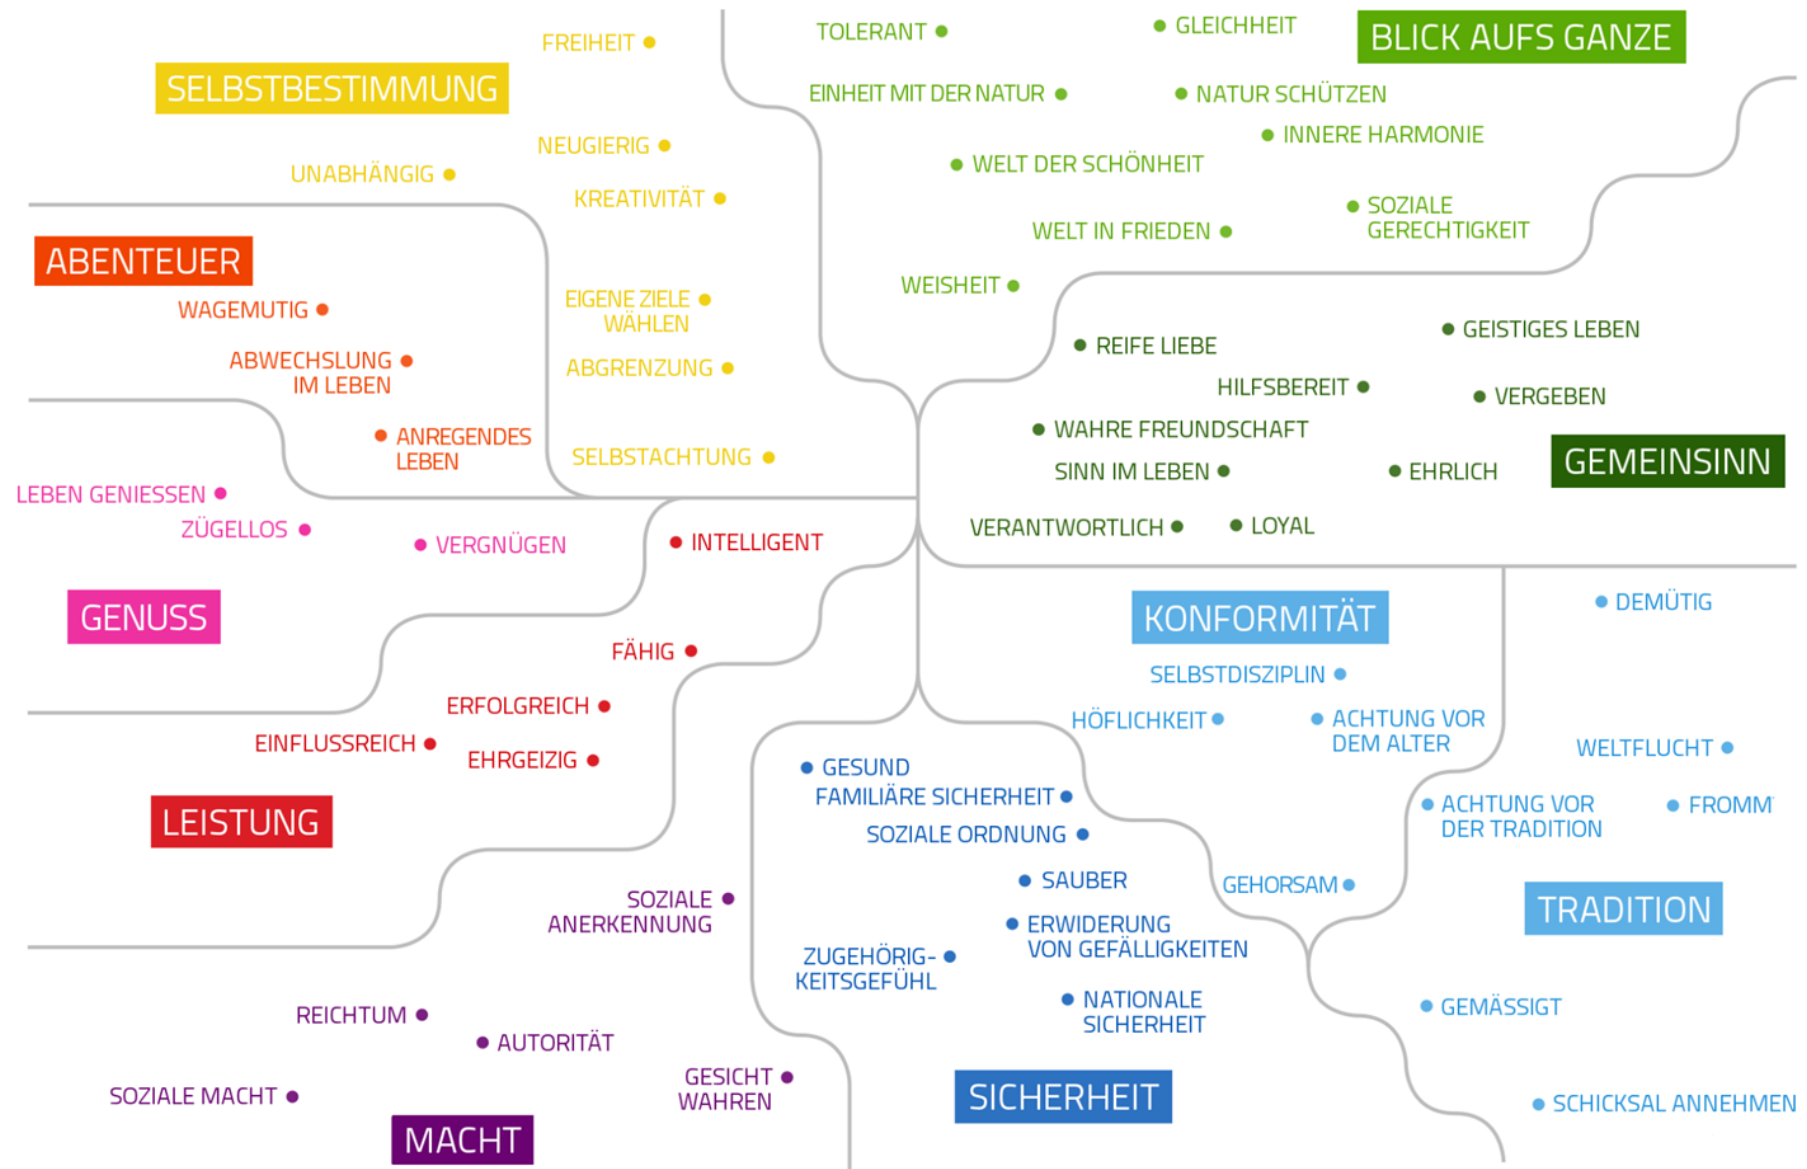 SELBSTBESTIMMUNG
FREIHEIT
NEUGIERIG
UNABHÄNGIG
KREATIVITÄT
EIGENE ZIELE
WÄHLEN
ABGRENZUNG
SELBSTACHTUNG
BLICK AUFS GANZE
TOLERANT
GLEICHHEIT
EINHEIT MIT DER NATUR
NATUR SCHÜTZEN
INNERE HARMONIE
WELT DER SCHÖNHEIT
SOZIALE
GERECHTIGKEIT
WELT IN FRIEDEN
WEISHEIT
ABENTEUER
WAGEMUTIG
ABWECHSLUNG
IM LEBEN
ANREGENDES
LEBEN
GEMEINSINN
GEISTIGES LEBEN
REIFE LIEBE
HILFSBEREIT
VERGEBEN
WAHRE FREUNDSCHAFT
SINN IM LEBEN
EHRLICH
VERANTWORTLICH
LOYAL
LEBEN GENIESSEN
ZÜGELLOS
VERGNÜGEN
GENUSS
INTELLIGENT
FÄHIG
ERFOLGREICH
EINFLUSSREICH
EHRGEIZIG
LEISTUNG
KONFORMITÄT
SELBSTDISZIPLIN
HÖFLICHKEIT
ACHTUNG VOR
DEM ALTER
GEHORSAM
DEMÜTIG
WELTFLUCHT
ACHTUNG VOR
DER TRADITION
FROMM
TRADITION
GEMÄSSIGT
SCHICKSAL ANNEHMEN
GESUND
FAMILIÄRE SICHERHEIT
SOZIALE ORDNUNG
SAUBER
ERWIDERUNG
VON GEFÄLLIGKEITEN
ZUGEHÖRIG-
KEITSGEFÜHL
NATIONALE
SICHERHEIT
SICHERHEIT
SOZIALE
ANERKENNUNG
REICHTUM
AUTORITÄT
GESICHT
WAHREN
SOZIALE MACHT
MACHT